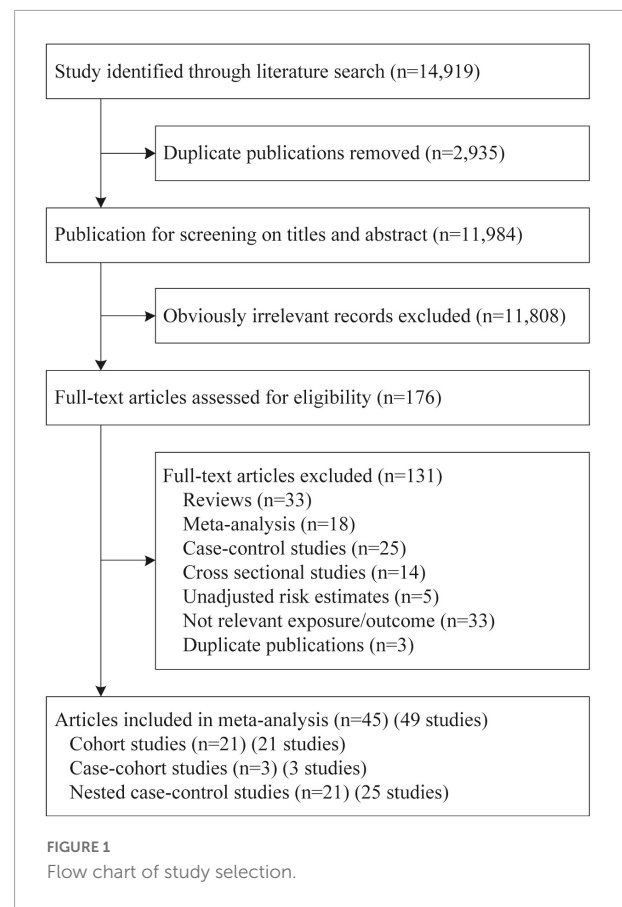 Study identified through literature search (n=14,919)
Duplicate publications removed (n=2,935)
Publication for screening on titles and abstract (n=11,984)
Obviously irrelevant records excluded (n=11,808)
Full-text articles assessed for eligibility (n=176)
Full-text articles excluded (n=131)
Reviews (n=33)
Meta-analysis (n=18)
Case-control studies (n=25)
Cross sectional studies (n=14)
Unadjusted risk estimates (n=5)
Not relevant exposure/outcome (n=33)
Duplicate publications (n=3)
Articles included in meta-analysis (n=45) (49 studies)
Cohort studies (n=21) (21 studies)
Case-cohort studies (n=3) (3 studies)
Nested case-control studies (n=21) (25 studies)
FIGURE 1
Flow chart of study selection.